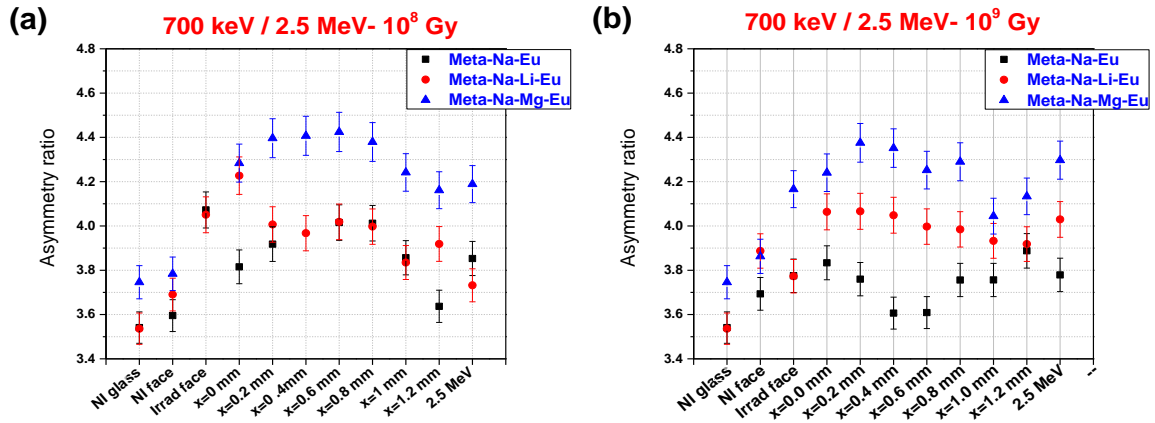 (a)
700 keV / 2.5 MeV- 10⁸ Gy
4.8
4.6
4.4
4.2
4.0
3.8
3.6
3.4
Asymmetry ratio
Meta-Na-Eu
Meta-Na-Li-Eu
Meta-Na-Mg-Eu
NI glass
NI face
Irrad face
x=0 mm
x=0.2 mm
x=0 .4mm
x=0.6 mm
x=0.8 mm
x=1 mm
x=1.2 mm
2.5 MeV
(b)
700 keV / 2.5 MeV- 10⁹ Gy
4.8
4.6
4.4
4.2
4.0
3.8
3.6
3.4
Asymmetry ratio
Meta-Na-Eu
Meta-Na-Li-Eu
Meta-Na-Mg-Eu
NI glass
NI face
Irrad face
x=0.0 mm
x=0.2 mm
x=0.4 mm
x=0.6 mm
x=0.8 mm
x=1.0 mm
x=1.2 mm
2.5 MeV
--